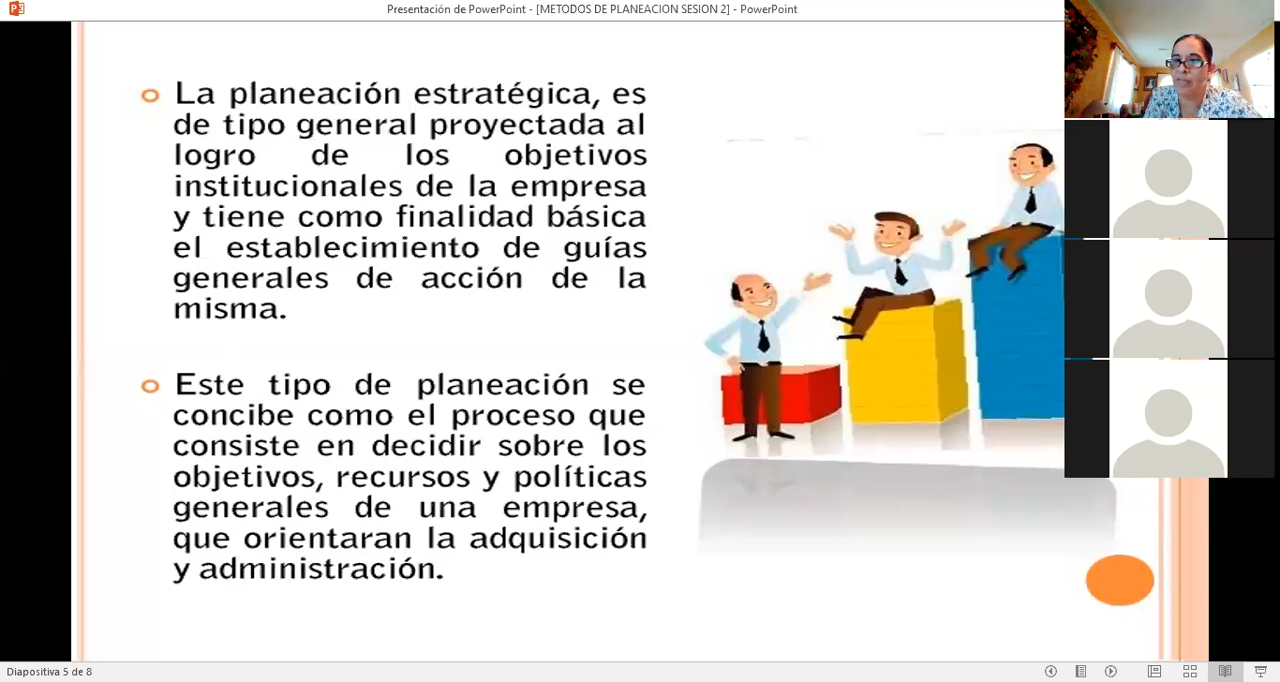 Presentación de PowerPoint - [METODOS DE PLANEACION SESION 2] - PowerPoint
La planeación estratégica, es
de tipo general proyectada al
logro de los objetivos
institucionales de la empresa
y tiene como finalidad básica
el establecimiento de guías
generales de acción de la
misma.
Este tipo de planeación se
concibe como el proceso que
consiste en decidir sobre los
objetivos, recursos y políticas
generales de una empresa,
que orientaran la adquisición
y administración.
Diapositiva 5 de 8